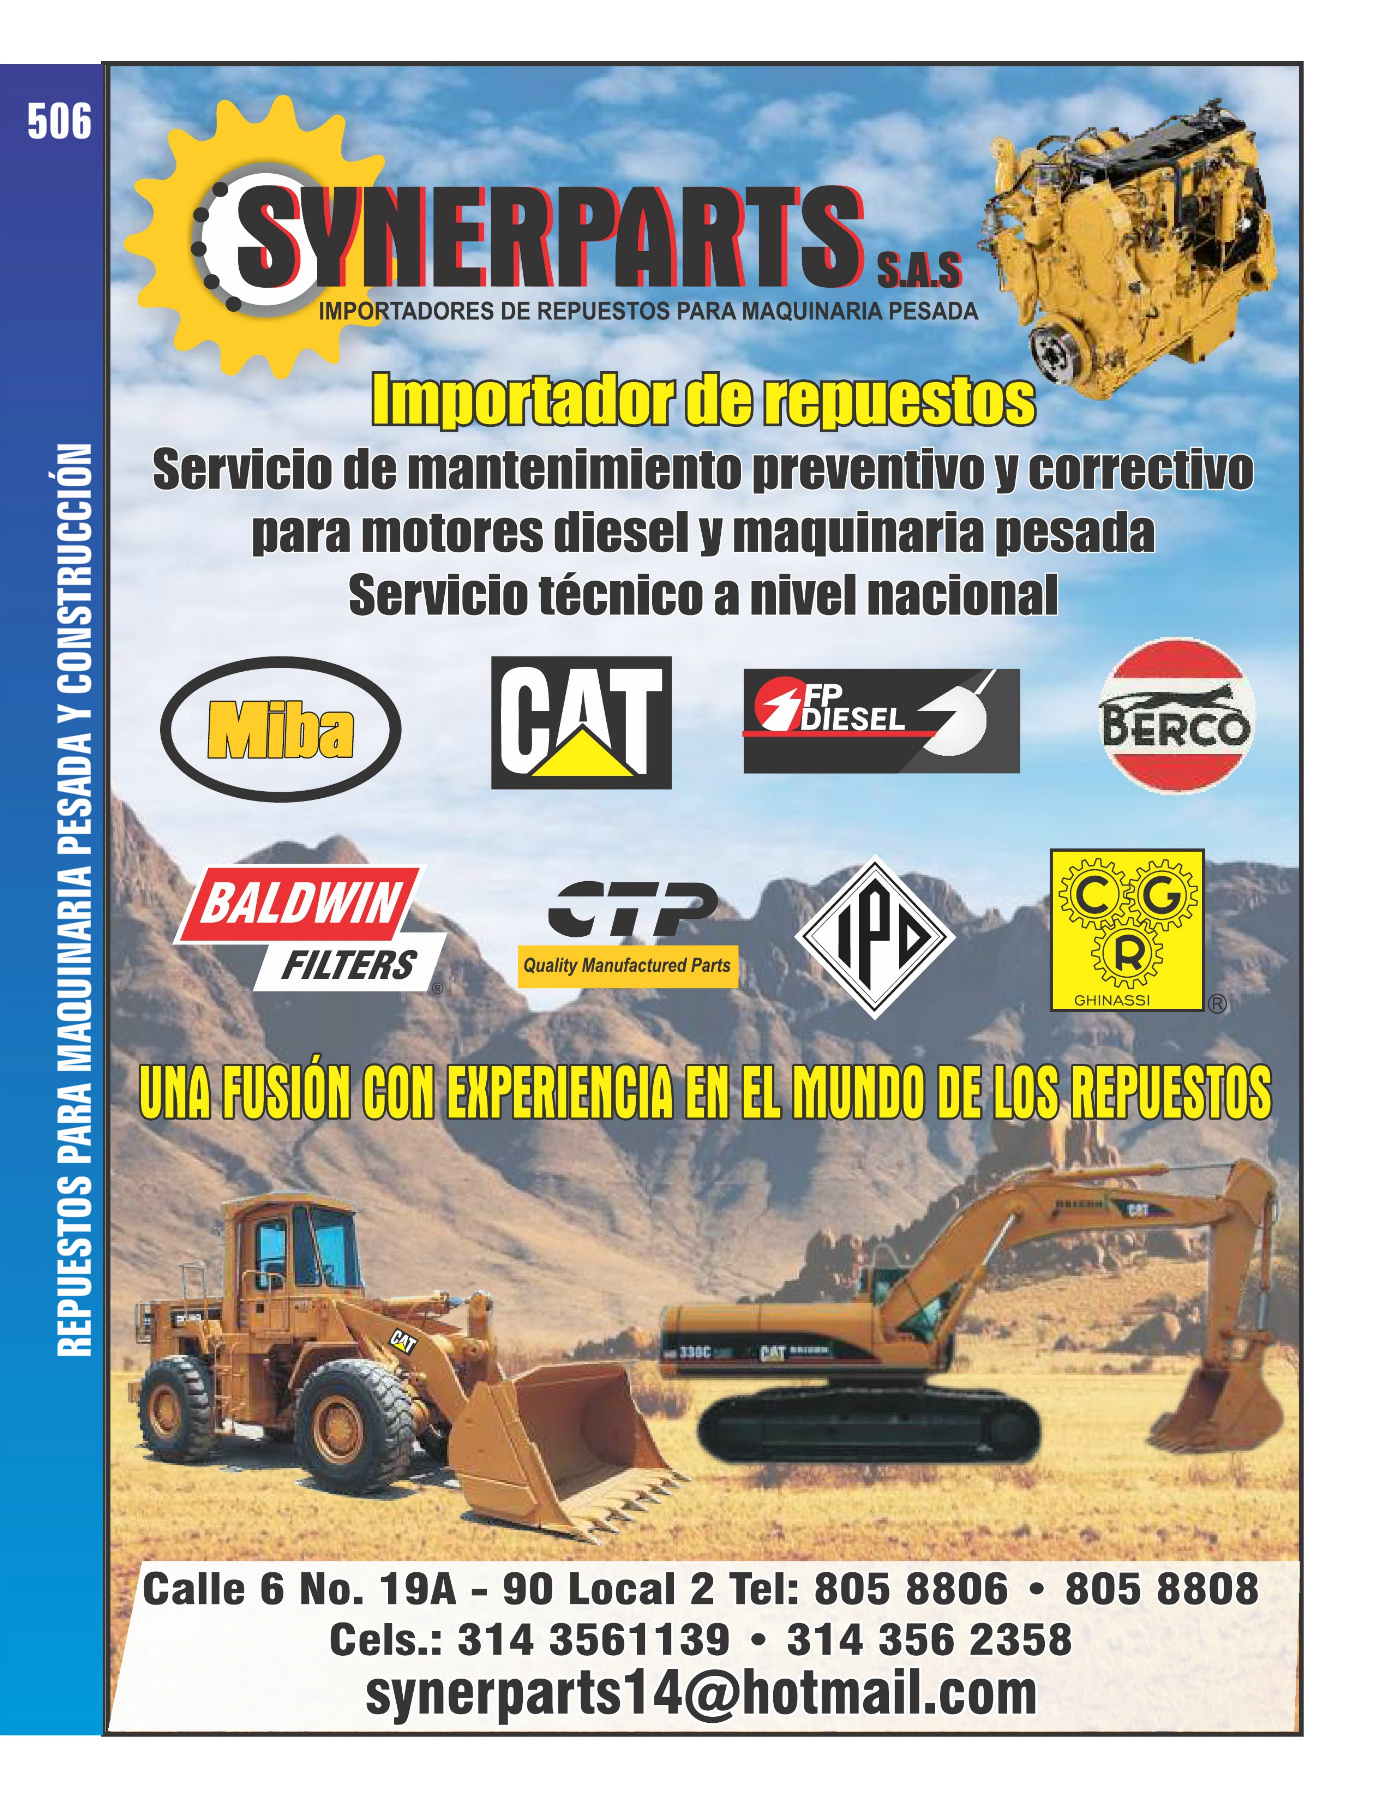 506
REPUESTOS PARA MAQUINARIA PESADA Y CONSTRUCCIÓN
SYNERPARTS S.A.S
IMPORTADORES DE REPUESTOS PARA MAQUINARIA PESADA
Importador de repuestos
Servicio de mantenimiento preventivo y correctivo
para motores diesel y maquinaria pesada
Servicio técnico a nivel nacional
Miba
CAT
FP
DIESEL
BERCO
BALDWIN
FILTERS
®
CTP
Quality Manufactured Parts
IPD
C G
R
GHINASSI
®
UNA FUSIÓN CON EXPERIENCIA EN EL MUNDO DE LOS REPUESTOS
CAT
CAT
330C
CAT
Calle 6 No. 19A - 90 Local 2 Tel: 805 8806 • 805 8808
Cels.: 314 3561139 • 314 356 2358
synerparts14@hotmail.com